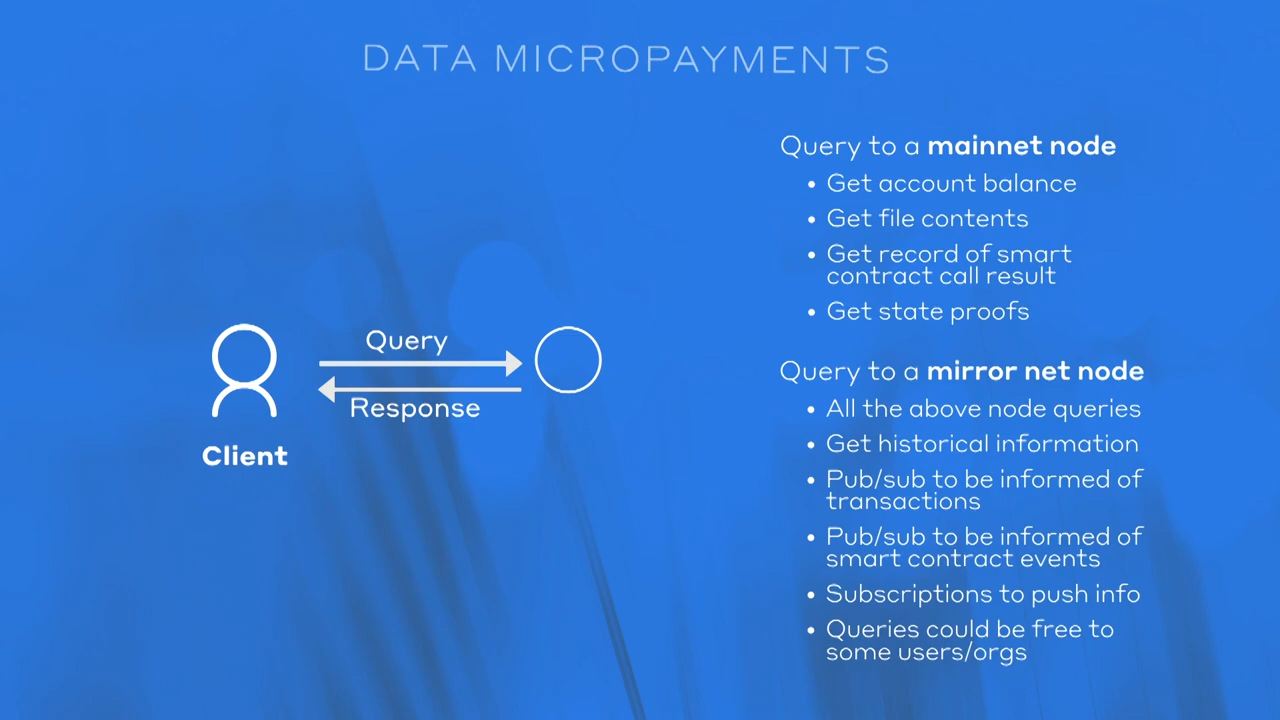 DATA MICROPAYMENTS
Query
Response
Client
Query to a mainnet node
• Get account balance
• Get file contents
• Get record of smart
contract call result
• Get state proofs
Query to a mirror net node
• All the above node queries
• Get historical information
• Pub/sub to be informed of
transactions
• Pub/sub to be informed of
smart contract events
• Subscriptions to push info
• Queries could be free to
some users/orgs